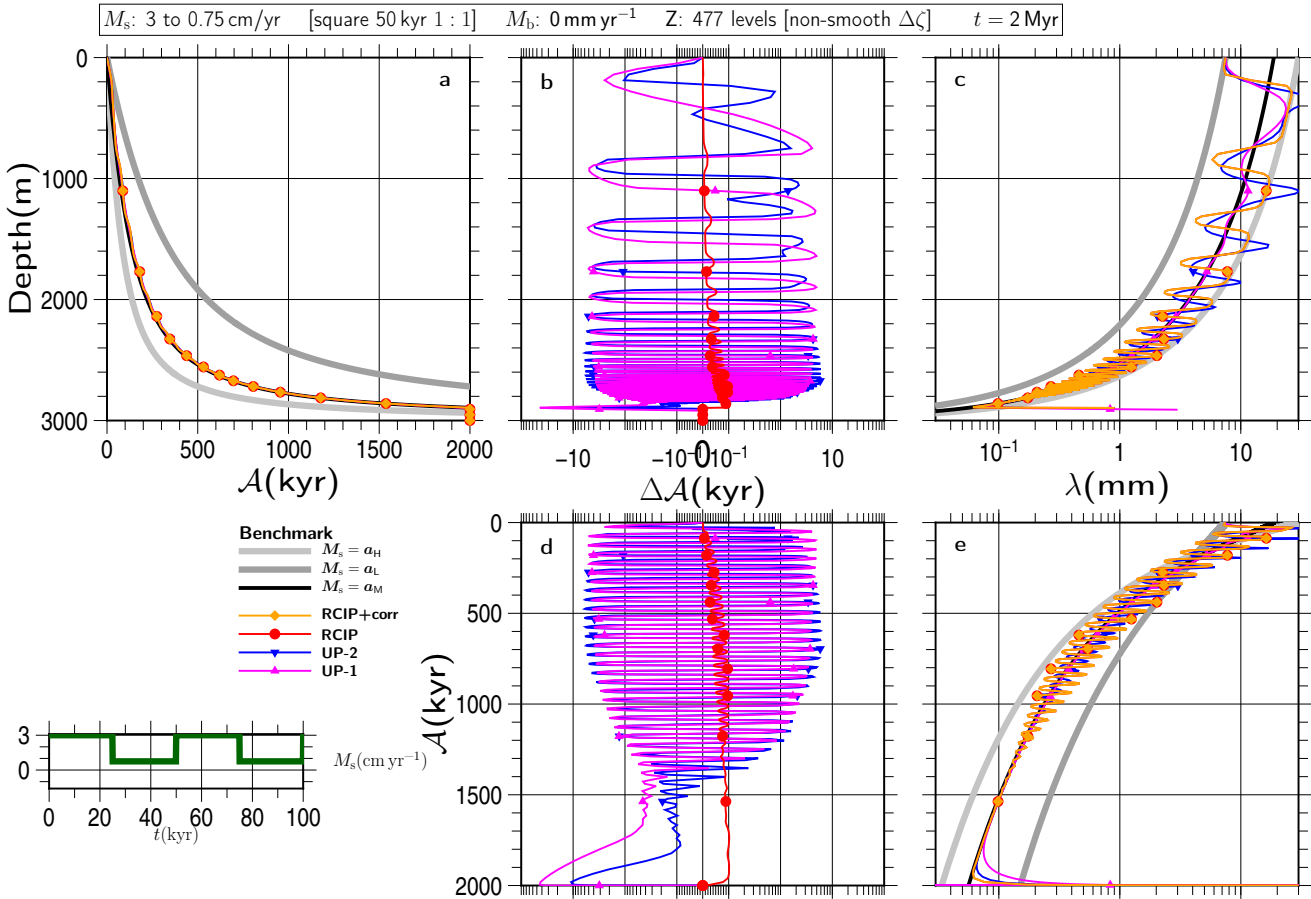 Mₛ: 3 to 0.75 cm/yr [square 50 kyr 1 : 1] M_b: 0 mm yr⁻¹ Z: 477 levels [non-smooth Δζ] t = 2 Myr
a
b
c
0
1000
2000
3000
Depth(m)
0 500 1000 1500 2000
𝒜(kyr)
−10 −10⁻¹ 0 10⁻¹ 10
Δ𝒜(kyr)
10⁻¹ 1 10
λ(mm)
Benchmark
Mₛ = a_H
Mₛ = a_L
Mₛ = a_M
RCIP+corr
RCIP
UP-2
UP-1
3
0
Mₛ(cm yr⁻¹)
0 20 40 60 80 100
t(kyr)
d
e
0
500
1000
1500
2000
𝒜(kyr)